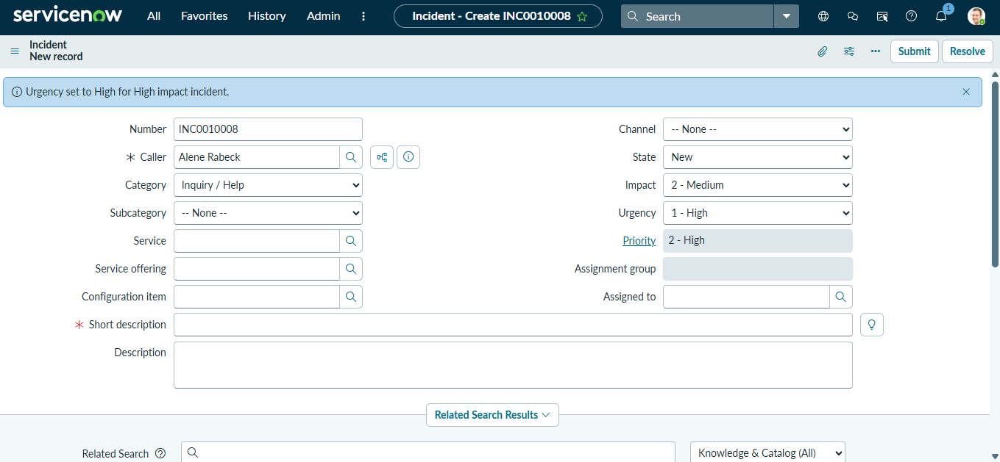 servicenow All Favorites History Admin Incident - Create INC0010008 Search 1
Incident
New record
Submit Resolve
Urgency set to High for High impact incident.
Number INC0010008 Channel -- None --
Caller Alene Rabeck State New
Category Inquiry / Help Impact 2 - Medium
Subcategory -- None -- Urgency 1 - High
Service Priority 2 - High
Service offering Assignment group
Configuration item Assigned to
Short description
Description
Related Search Results
Related Search Knowledge & Catalog (All)